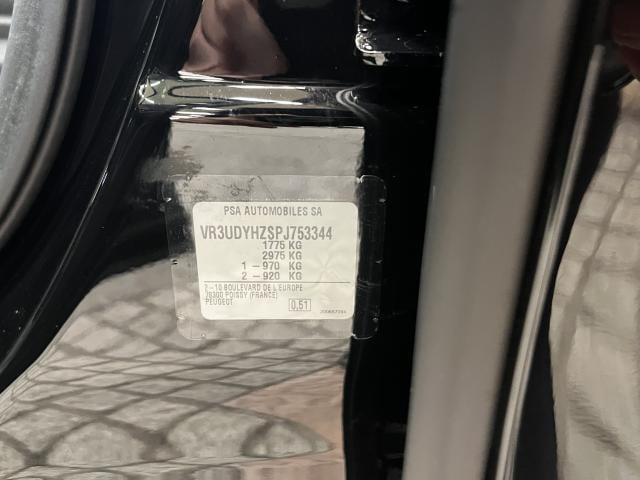 PSA AUTOMOBILES SA
VR3UDYHZSPJ753344
1775 KG
2975 KG
1 – 970 KG
2 – 920 KG
2–10 BOULEVARD DE L'EUROPE
78300 POISSY (FRANCE)
PEUGEOT
0,51